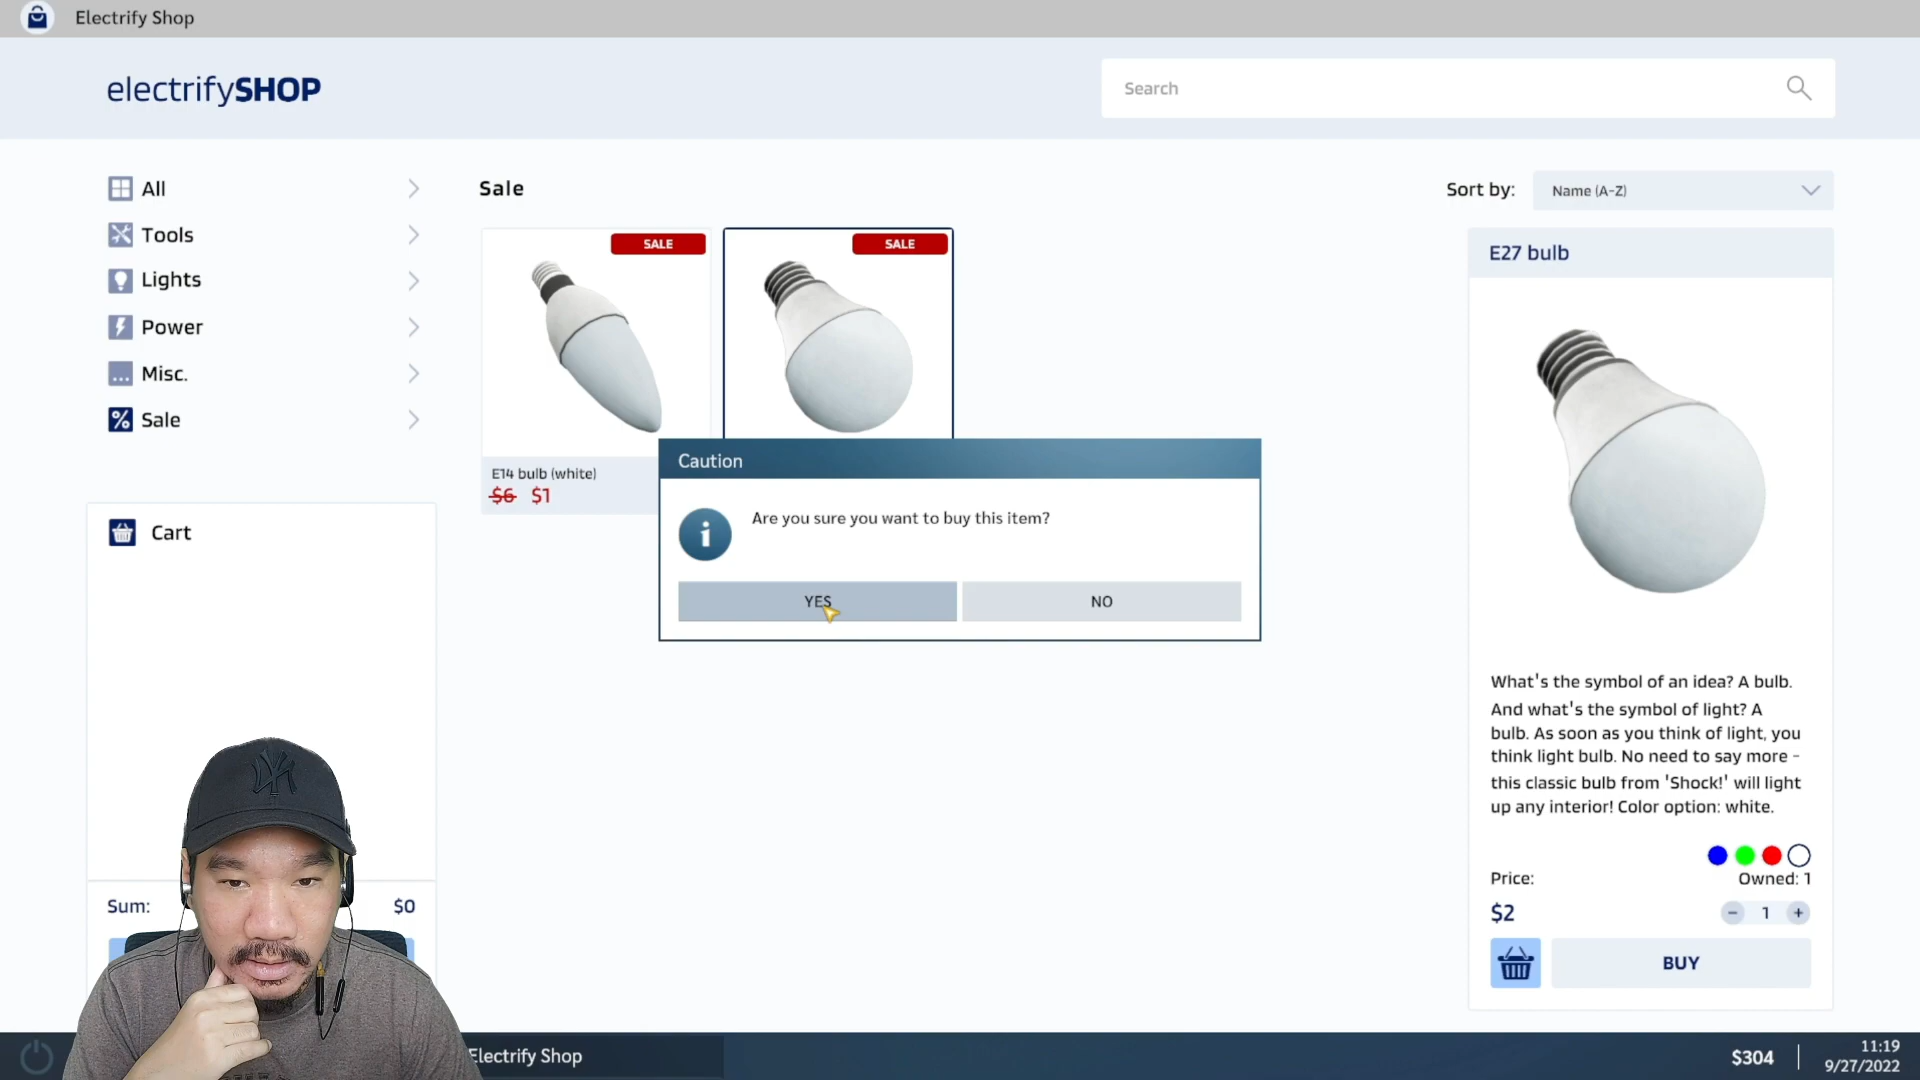 Electrify Shop
electrifySHOP
Search
All
Tools
Lights
Power
Misc.
Sale
Sale
Sort by:
Name (A-Z)
SALE
SALE
E14 bulb (white)
$6 $1
Caution
Are you sure you want to buy this item?
YES
NO
Cart
Sum:
$0
E27 bulb
What's the symbol of an idea? A bulb.
And what's the symbol of light? A
bulb. As soon as you think of light, you
think light bulb. No need to say more -
this classic bulb from 'Shock!' will light
up any interior! Color option: white.
Price:
Owned: 1
$2
- 1 +
BUY
Electrify Shop
$304
11:19
9/27/2022